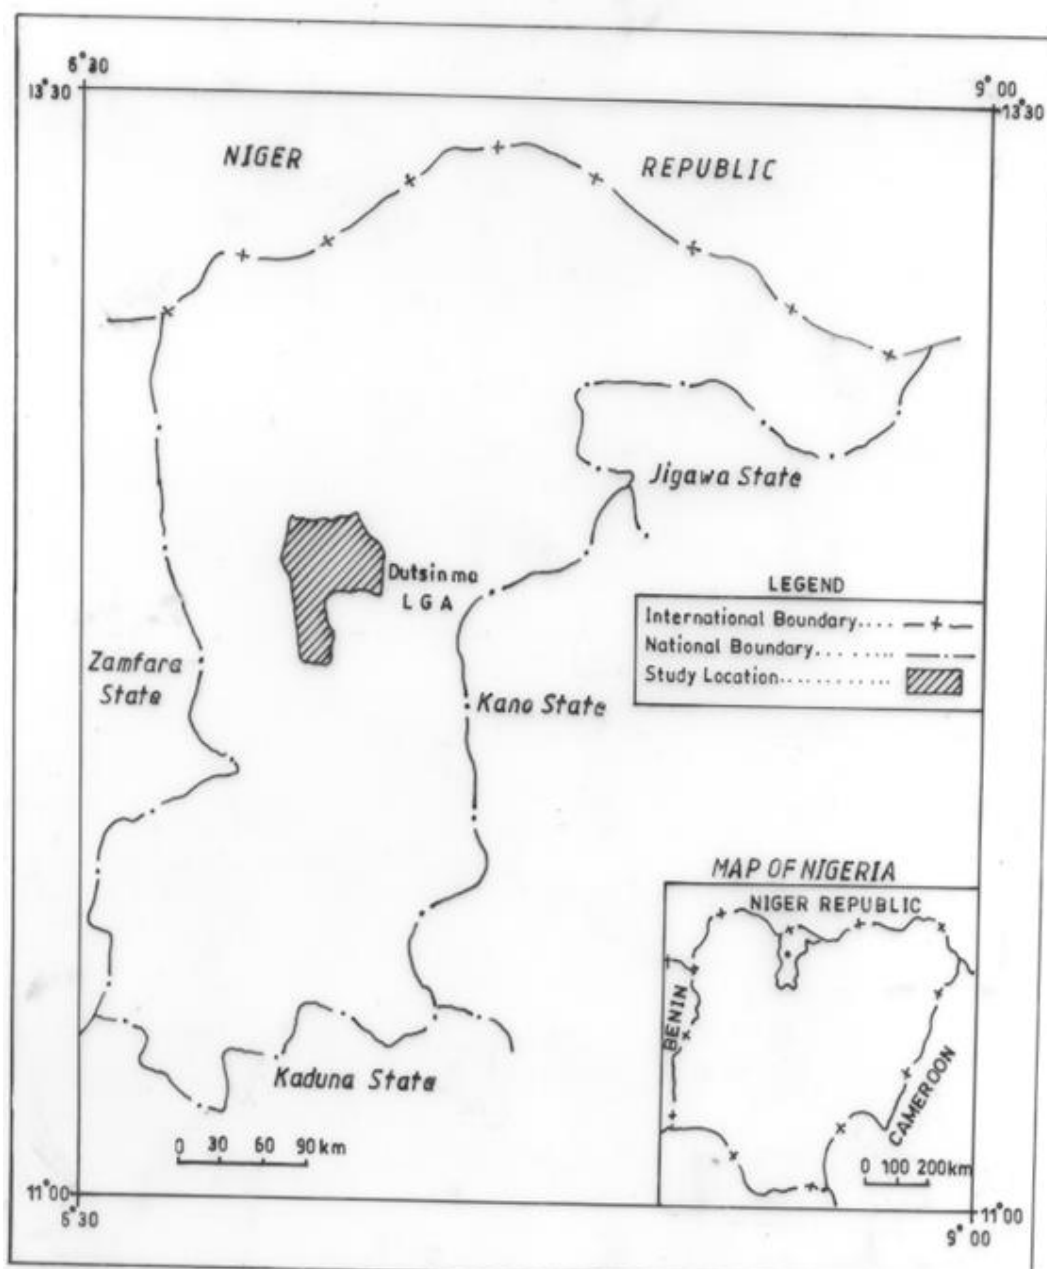 6°30
9°00
13°30
13°30
NIGER REPUBLIC
Jigawa State
Dutsinma
L G A
LEGEND
International Boundary....
National Boundary........
Study Location............
Zamfara
State
Kano State
MAP OF NIGERIA
NIGER REPUBLIC
BENIN
CAMEROON
Kaduna State
0 30 60 90km
0 100 200km
11°00
11°00
6°30
9°00